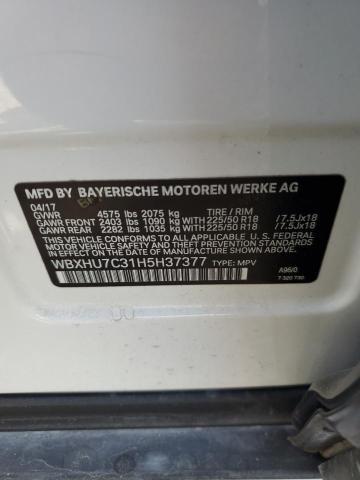 MFD BY BAYERISCHE MOTOREN WERKE AG
04/17
GVWR 4575 lbs 2075 kg TIRE / RIM
GAWR FRONT 2403 lbs 1090 kg WITH 225/50 R18 /7.5Jx18
GAWR REAR 2282 lbs 1035 kg WITH 225/50 R18 /7.5Jx18
THIS VEHICLE CONFORMS TO ALL APPLICABLE U.S. FEDERAL
MOTOR VEHICLE SAFETY STANDARDS IN EFFECT ON THE DATE
OF MANUFACTURE SHOWN ABOVE.
WBXHU7C31H5H37377 TYPE: MPV
A96/0
7 320 730